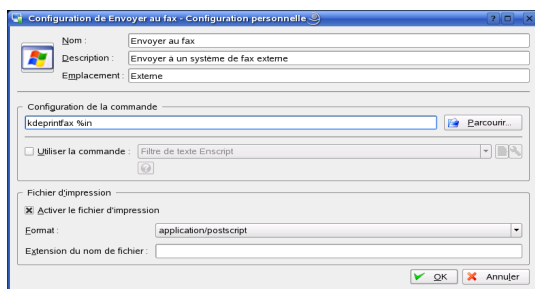 Configuration de Envoyer au fax - Configuration personnelle
Nom : Envoyer au fax
Description : Envoyer à un système de fax externe
Emplacement : Externe
Configuration de la commande
kdeprintfax %in
Parcourir...
Utiliser la commande : Filtre de texte Enscript
Fichier d'impression
Activer le fichier d'impression
Format : application/postscript
Extension du nom de fichier :
OK Annuler